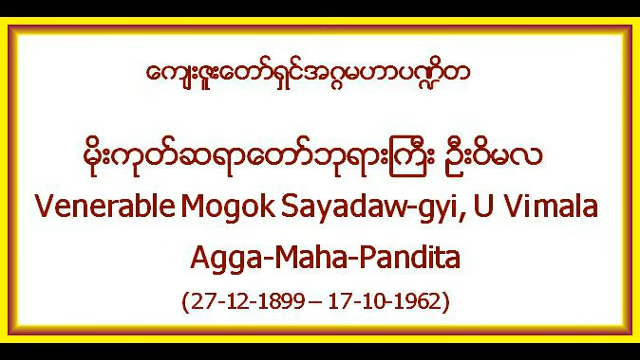 ကျေးဇူးတော်ရှင်အဂ္ဂမဟာပဏ္ဍိတ
မိုးကုတ်ဆရာတော်ဘုရားကြီး ဦးဝိမလ
Venerable Mogok Sayadaw-gyi, U Vimala
Agga-Maha-Pandita
(27-12-1899 – 17-10-1962)